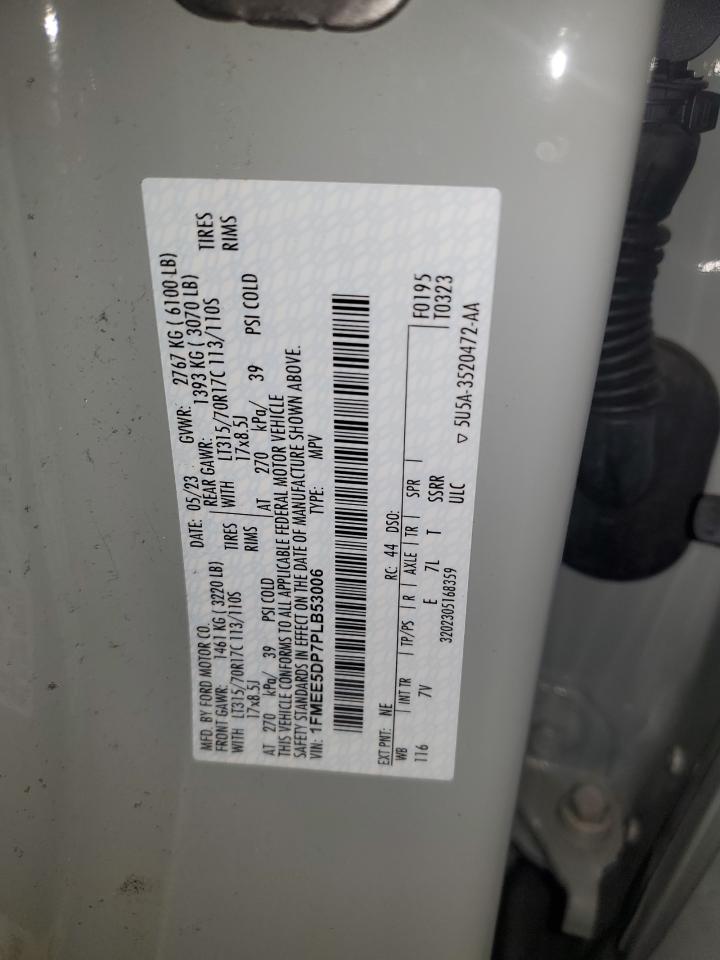 MFD. BY FORD MOTOR CO. DATE: 05/23 GVWR: 2767 KG ( 6100 LB)
FRONT GAWR: 1461 KG ( 3220 LB) REAR GAWR: 1393 KG ( 3070 LB)
WITH LT315/70R17C 113/110S TIRES WITH LT315/70R17C 113/110S TIRES
17x8.5J RIMS 17x8.5J RIMS
AT 270 kPa/ 39 PSI COLD AT 270 kPa/ 39 PSI COLD
THIS VEHICLE CONFORMS TO ALL APPLICABLE FEDERAL MOTOR VEHICLE
SAFETY STANDARDS IN EFFECT ON THE DATE OF MANUFACTURE SHOWN ABOVE.
VIN: 1FMEE5DP7PLB53006 TYPE: MPV
EXT PNT: NE RC: 44 DSO:
WB INT TR TP/PS R AXLE TR SPR F0195
116 7V E 7L T SSRR T0323
3202305168359 ULC ▽ 5U5A-3520472-AA